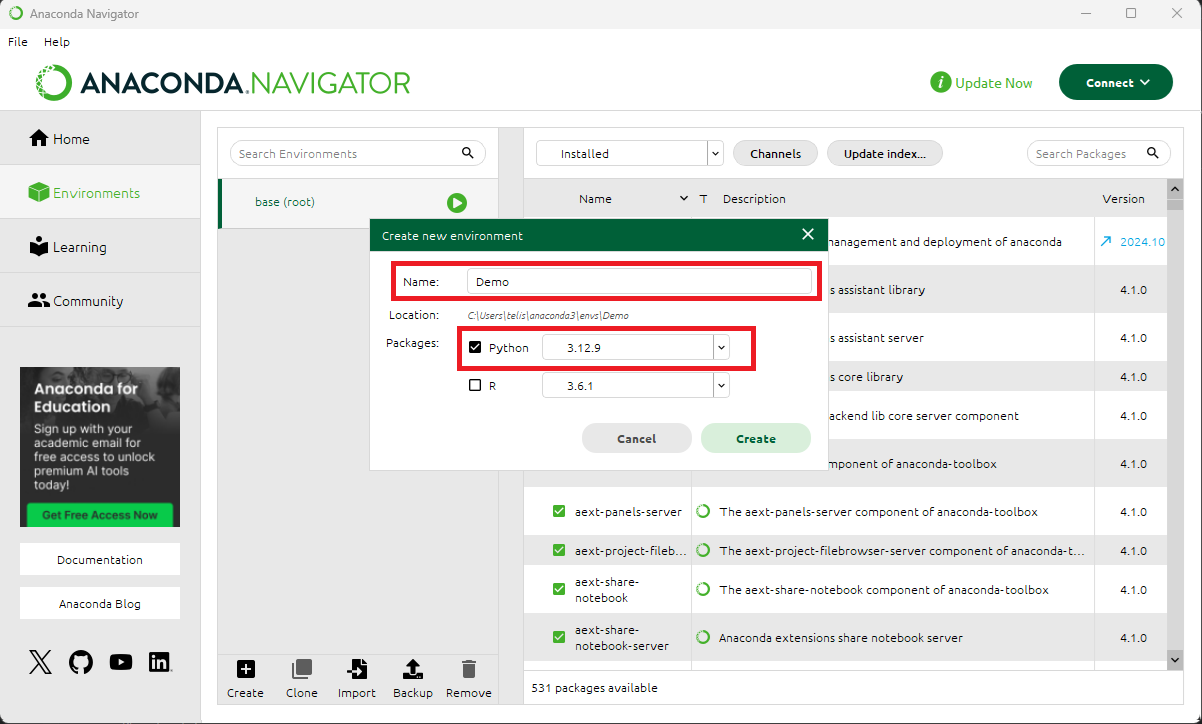 Anaconda Navigator
File Help
ANACONDA.NAVIGATOR
i Update Now
Connect
Home
Environments
Learning
Community
Anaconda for
Education
Sign up with your
academic email for
free access to unlock
premium AI tools
today!
Get Free Access Now
Documentation
Anaconda Blog
Search Environments
base (root)
Create Clone Import Backup Remove
Installed
Channels
Update index...
Search Packages
Name T Description Version
anagement and deployment of anaconda 2024.10
s assistant library 4.1.0
s assistant server 4.1.0
s core library 4.1.0
ackend lib core server component 4.1.0
mponent of anaconda-toolbox 4.1.0
aext-panels-server The aext-panels-server component of anaconda-toolbox 4.1.0
aext-project-fileb... The aext-project-filebrowser-server component of anaconda-t... 4.1.0
aext-share-
notebook The aext-share-notebook component of anaconda-toolbox 4.1.0
aext-share-
notebook-server Anaconda extensions share notebook server 4.1.0
531 packages available
Create new environment
Name: Demo
Location: C:\Users\telis\anaconda3\envs\Demo
Packages: Python 3.12.9
R 3.6.1
Cancel Create